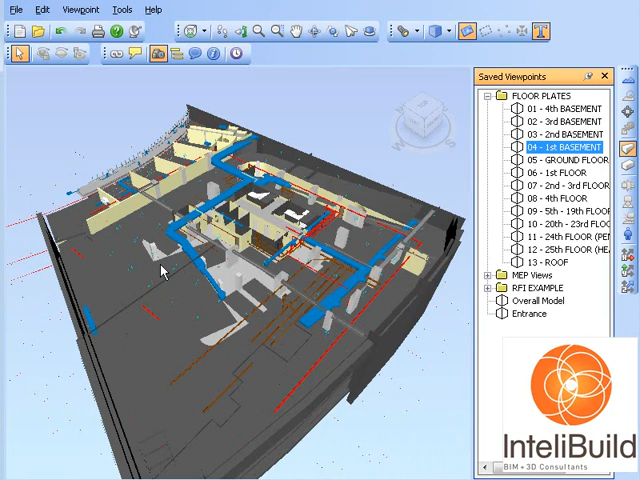 File Edit Viewpoint Tools Help
Saved Viewpoints
FLOOR PLATES
01 - 4th BASEMENT
02 - 3rd BASEMENT
03 - 2nd BASEMENT
04 - 1st BASEMENT
05 - GROUND FLOOR
06 - 1st FLOOR
07 - 2nd - 3rd FLOOR
08 - 4th FLOOR
09 - 5th - 19th FLOOR
10 - 20th - 23rd FLO
11 - 24th FLOOR (PE
12 - 25th FLOOR (HE
13 - ROOF
MEP Views
RFI EXAMPLE
Overall Model
Entrance
InteliBuild
BIM + 3D Consultants